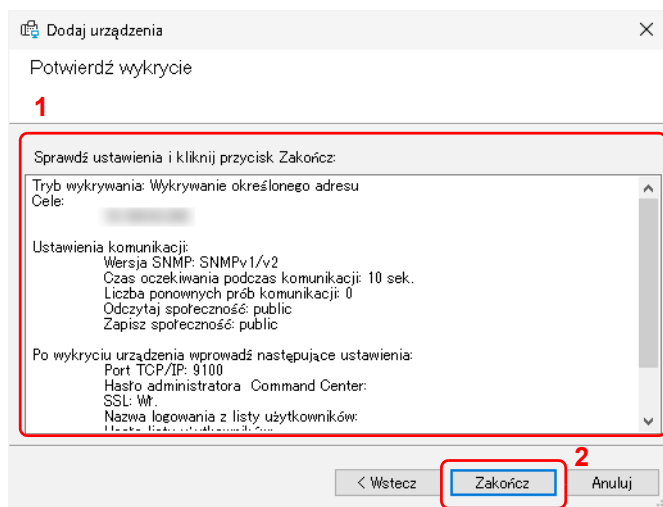 Dodaj urządzenia
Potwierdź wykrycie
1
Sprawdź ustawienia i kliknij przycisk Zakończ:
Tryb wykrywania: Wykrywanie określonego adresu
Cele:
Ustawienia komunikacji:
Wersja SNMP: SNMPv1/v2
Czas oczekiwania podczas komunikacji: 10 sek.
Liczba ponownych prób komunikacji: 0
Odczytaj społeczność: public
Zapisz społeczność: public
Po wykryciu urządzenia wprowadź następujące ustawienia:
Port TCP/IP: 9100
Hasło administratora Command Center:
SSL: Wł.
Nazwa logowania z listy użytkowników:
2
< Wstecz
Zakończ
Anuluj